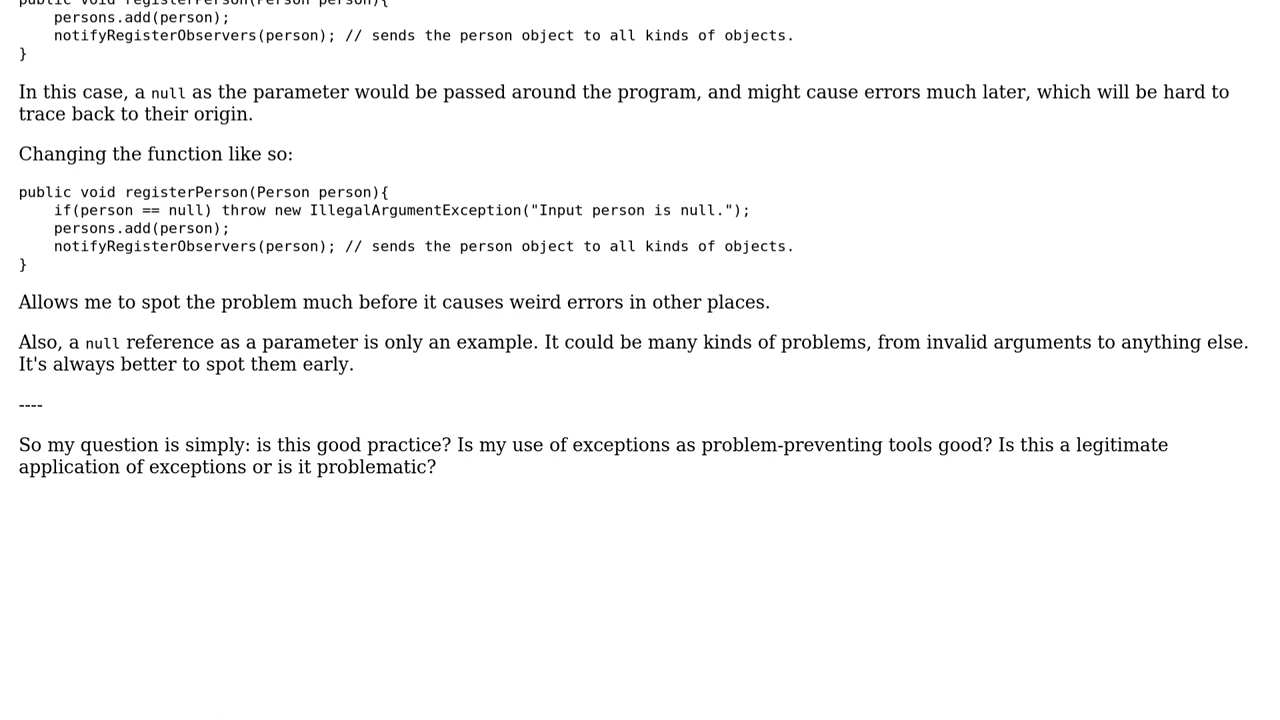 public void registerPerson(Person person){
    persons.add(person);
    notifyRegisterObservers(person); // sends the person object to all kinds of objects.
}
In this case, a null as the parameter would be passed around the program, and might cause errors much later, which will be hard to
trace back to their origin.
Changing the function like so:
public void registerPerson(Person person){
    if(person == null) throw new IllegalArgumentException("Input person is null.");
    persons.add(person);
    notifyRegisterObservers(person); // sends the person object to all kinds of objects.
}
Allows me to spot the problem much before it causes weird errors in other places.
Also, a null reference as a parameter is only an example. It could be many kinds of problems, from invalid arguments to anything else.
It's always better to spot them early.
----
So my question is simply: is this good practice? Is my use of exceptions as problem-preventing tools good? Is this a legitimate
application of exceptions or is it problematic?